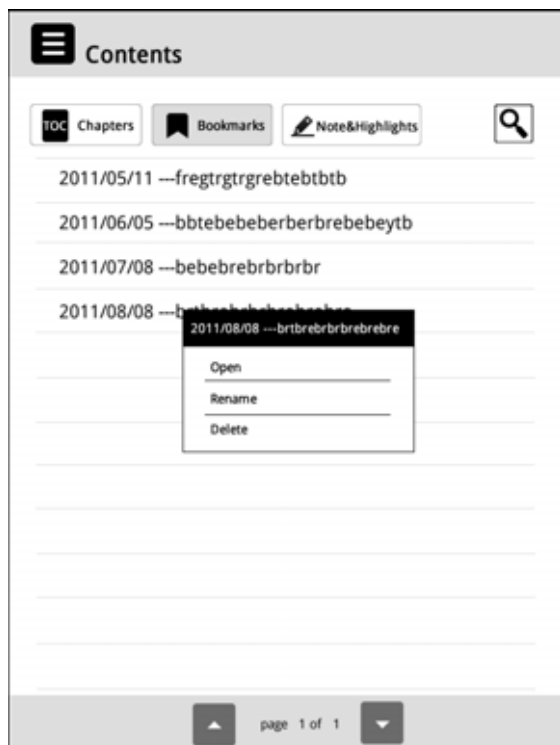 Contents
TOC Chapters Bookmarks Note&Highlights
2011/05/11 ---fregtrgtrgrebtebtbtb
2011/06/05 ---bbtebebeberberbrebebeytb
2011/07/08 ---bebebrebrbrbrbr
2011/08/08 ---
2011/08/08 ---brtbrebrbrbrebrebre
Open
Rename
Delete
page 1 of 1